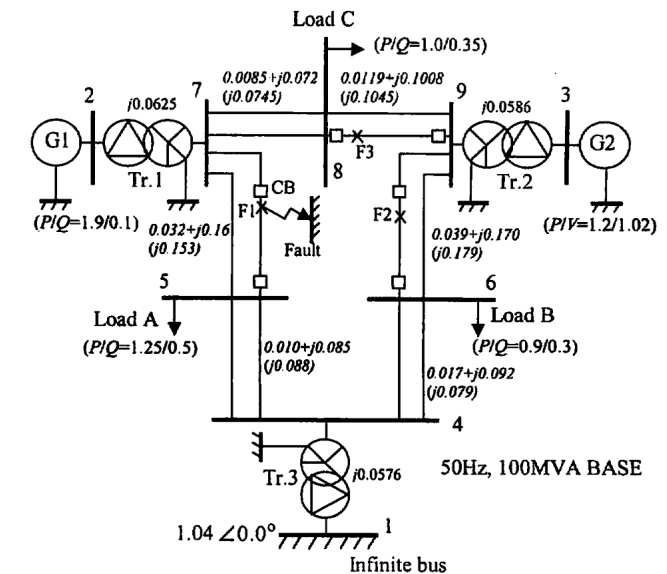 Load C
(P/Q=1.0/0.35)
0.0085+j0.072
(j0.0745)
0.0119+j0.1008
(j0.1045)
7
9
2
j0.0625
j0.0586
3
G1
G2
Tr.1
Tr.2
F3
8
CB
F1
F2
Fault
(P/Q=1.9/0.1)
0.032+j0.16
(j0.153)
0.039+j0.170
(j0.179)
(P/V=1.2/1.02)
5
6
Load A
(P/Q=1.25/0.5)
Load B
(P/Q=0.9/0.3)
0.010+j0.085
(j0.088)
0.017+j0.092
(j0.079)
4
Tr.3
j0.0576
50Hz, 100MVA BASE
1.04 ∠0.0°
1
Infinite bus